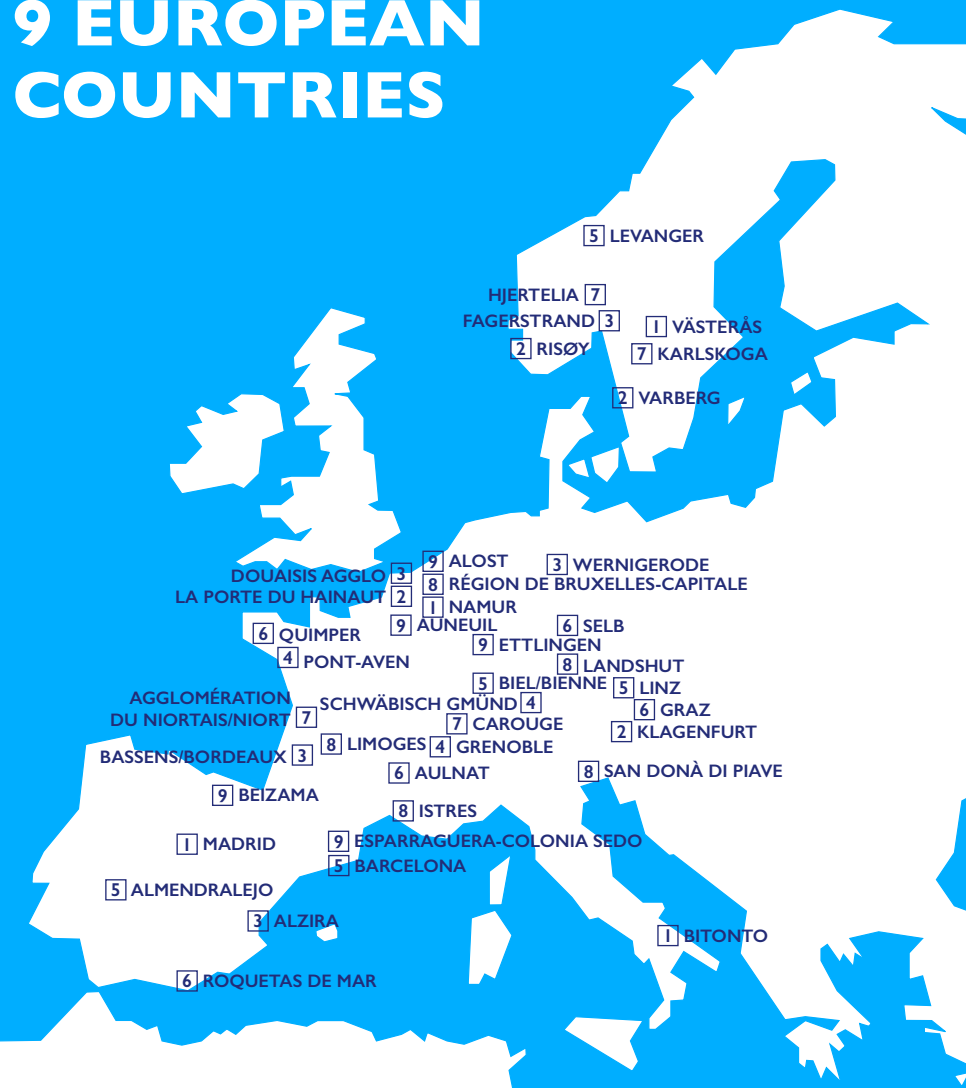 9 EUROPEAN
COUNTRIES
5 LEVANGER
HJERTELIA 7
FAGERSTRAND 3
1 VÄSTERÅS
2 RISØY
7 KARLSKOGA
2 VARBERG
9 ALOST
3 WERNIGERODE
DOUAISIS AGGLO 3
8 RÉGION DE BRUXELLES-CAPITALE
LA PORTE DU HAINAUT 2
1 NAMUR
9 AUNEUIL
6 SELB
6 QUIMPER
9 ETTLINGEN
4 PONT-AVEN
8 LANDSHUT
5 BIEL/BIENNE
5 LINZ
AGGLOMÉRATION
DU NIORTAIS/NIORT 7
SCHWÄBISCH GMÜND 4
6 GRAZ
7 CAROUGE
2 KLAGENFURT
8 LIMOGES
4 GRENOBLE
BASSENS/BORDEAUX 3
6 AULNAT
8 SAN DONÀ DI PIAVE
9 BEIZAMA
8 ISTRES
1 MADRID
9 ESPARRAGUERA-COLONIA SEDO
5 BARCELONA
5 ALMENDRALEJO
3 ALZIRA
1 BITONTO
6 ROQUETAS DE MAR